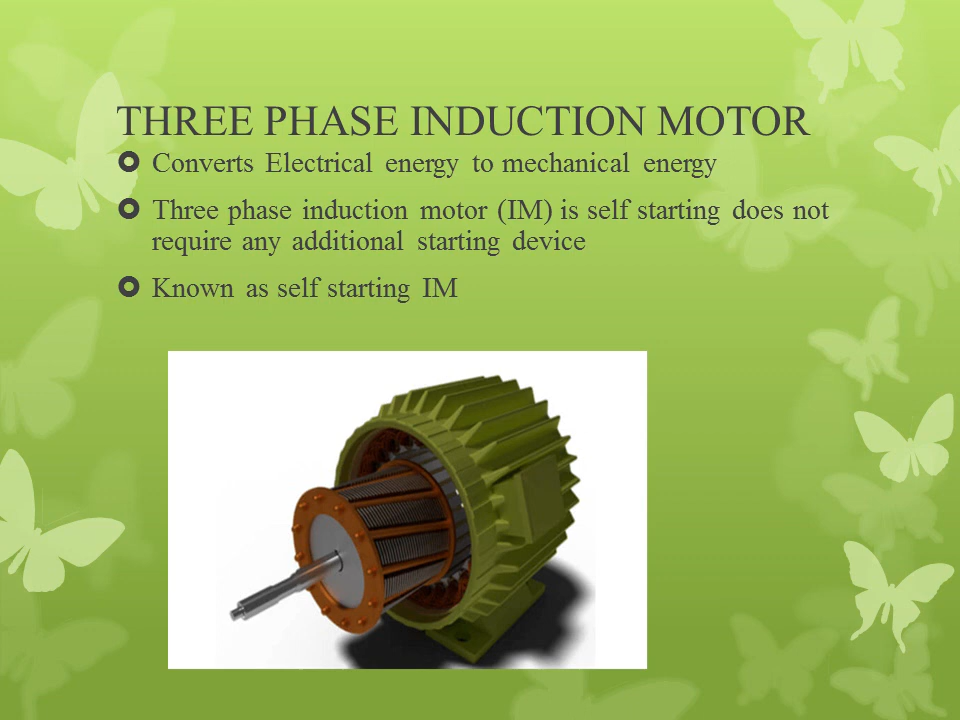 THREE PHASE INDUCTION MOTOR
Converts Electrical energy to mechanical energy
Three phase induction motor (IM) is self starting does not
require any additional starting device
Known as self starting IM